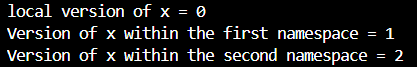 local version of x = 0
Version of x within the first namespace = 1
Version of x within the second namespace = 2